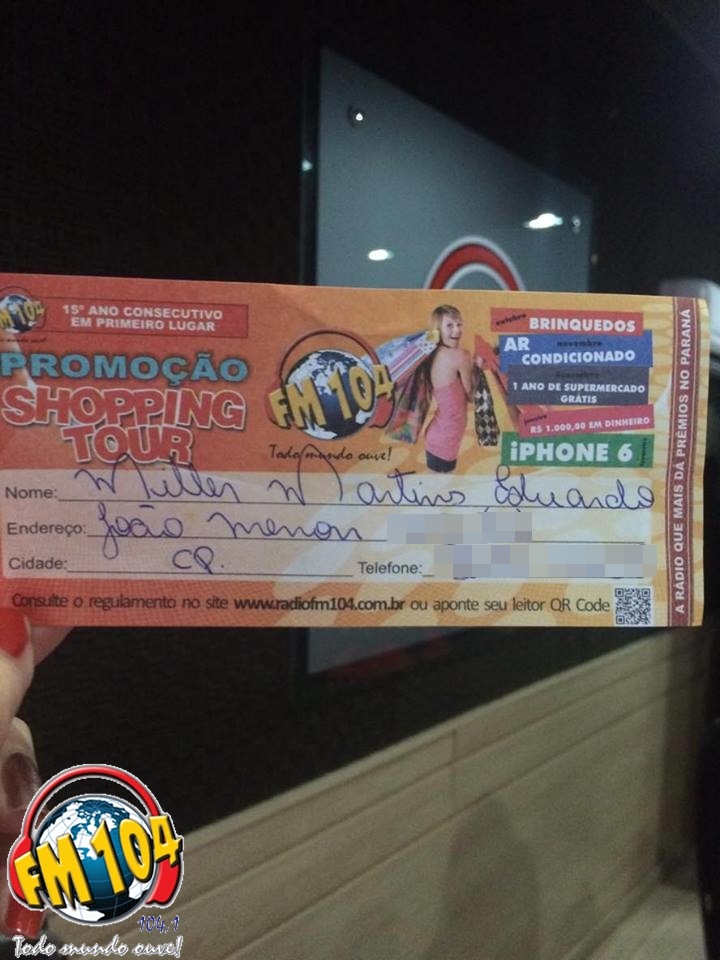 FM 104
15º ANO CONSECUTIVO
EM PRIMEIRO LUGAR
PROMOÇÃO
SHOPPING
TOUR
FM 104
Todo mundo ouve!
outubro BRINQUEDOS
novembro
AR CONDICIONADO
dezembro
1 ANO DE SUPERMERCADO
GRÁTIS
janeiro R$ 1.000,00 EM DINHEIRO
iPHONE 6
A RÁDIO QUE MAIS DÁ PRÊMIOS NO PARANÁ
Nome: Miller Martins Eduardo
Endereço: João Menon
Cidade: CP. Telefone:
Consulte o regulamento no site www.radiofm104.com.br ou aponte seu leitor QR Code
FM 104
104,1
Todo mundo ouve!